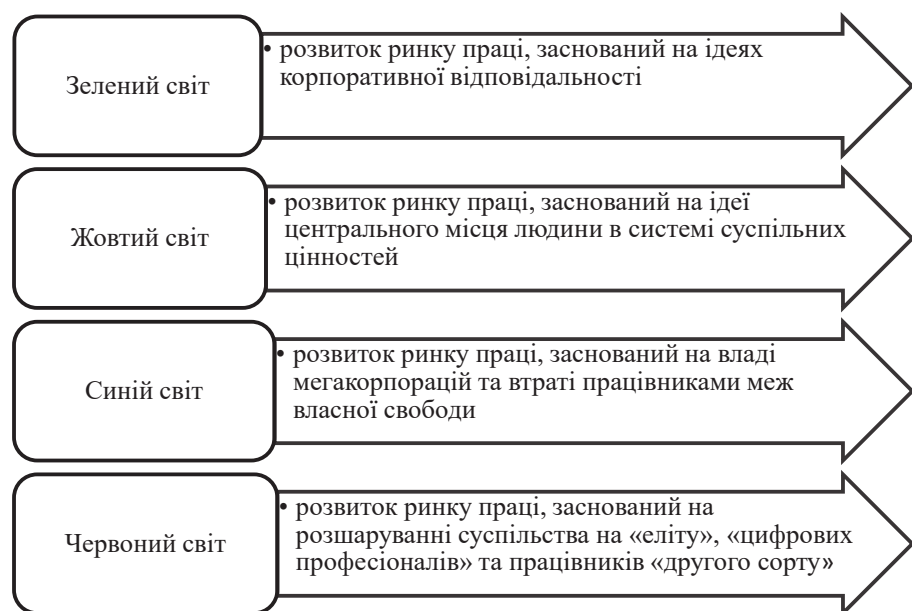 Зелений світ
• розвиток ринку праці, заснований на ідеях
корпоративної відповідальності
Жовтий світ
• розвиток ринку праці, заснований на ідеї
центрального місця людини в системі суспільних
цінностей
Синій світ
• розвиток ринку праці, заснований на владі
мегакорпорацій та втраті працівниками меж
власної свободи
Червоний світ
• розвиток ринку праці, заснований на
розшаруванні суспільства на «еліту», «цифрових
професіоналів» та працівників «другого сорту»